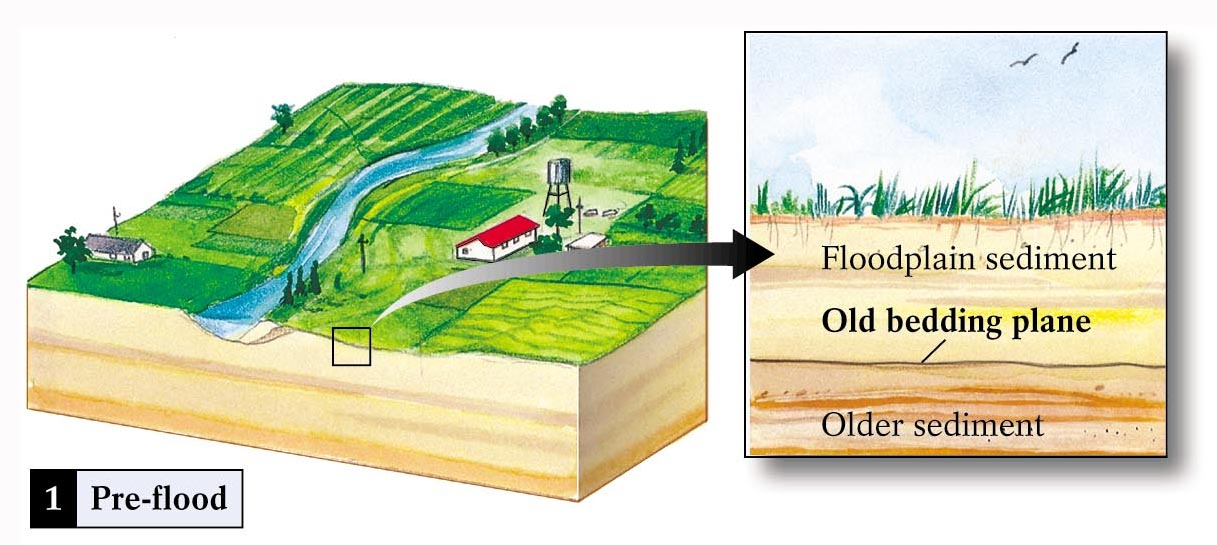 Floodplain sediment
Old bedding plane
Older sediment
1 Pre-flood